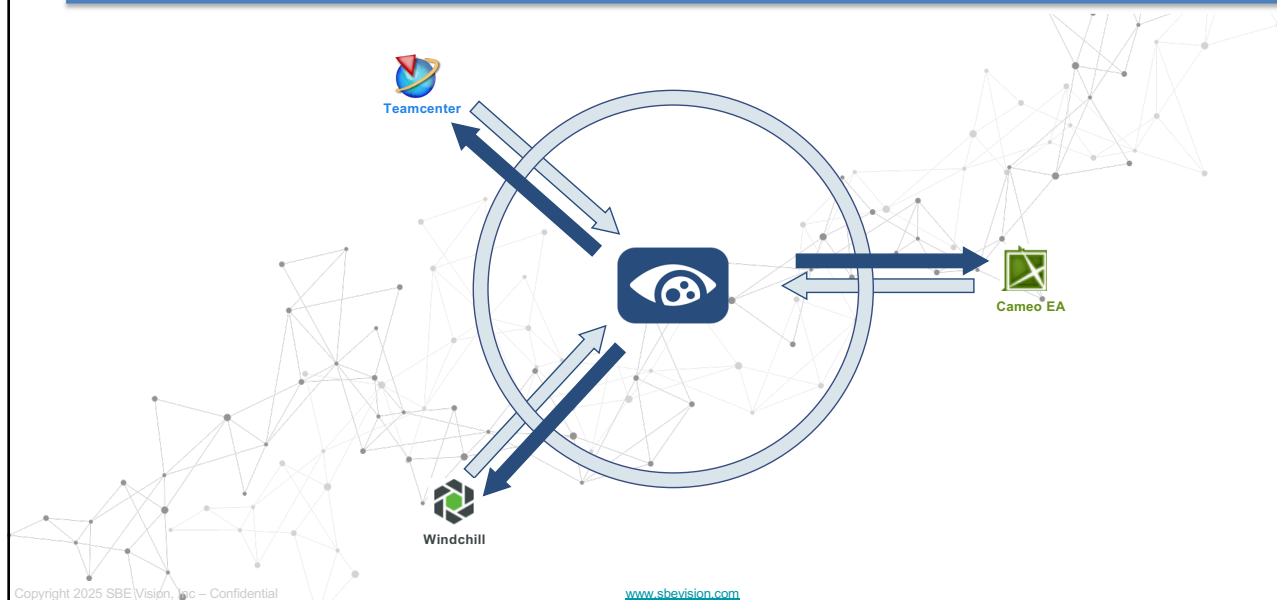 Teamcenter
Cameo EA
Windchill
Copyright 2025 SBE Vision, Inc – Confidential
www.sbevision.com